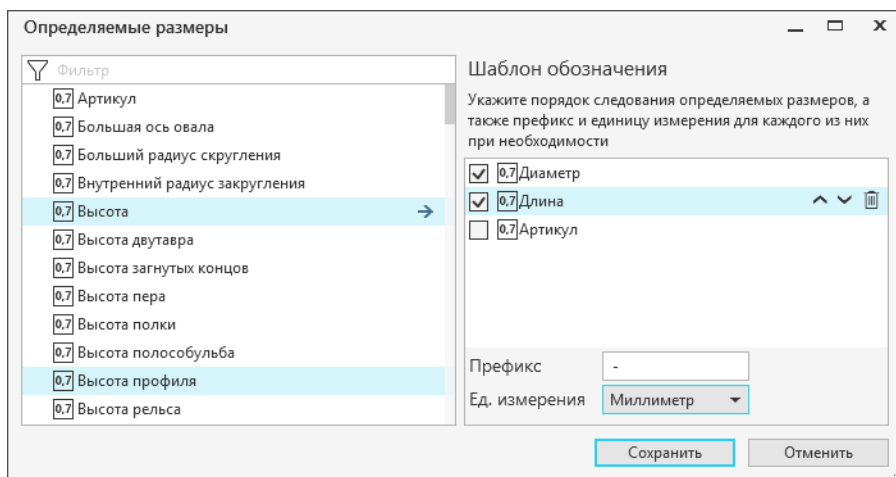 Определяемые размеры
Фильтр
0,7 Артикул
0,7 Большая ось овала
0,7 Больший радиус скругления
0,7 Внутренний радиус закругления
0,7 Высота
0,7 Высота двутавра
0,7 Высота загнутых концов
0,7 Высота пера
0,7 Высота полки
0,7 Высота полособульба
0,7 Высота профиля
0,7 Высота рельса
Шаблон обозначения
Укажите порядок следования определяемых размеров, а
также префикс и единицу измерения для каждого из них
при необходимости
0,7 Диаметр
0,7 Длина
0,7 Артикул
Префикс -
Ед. измерения Миллиметр
Сохранить Отменить